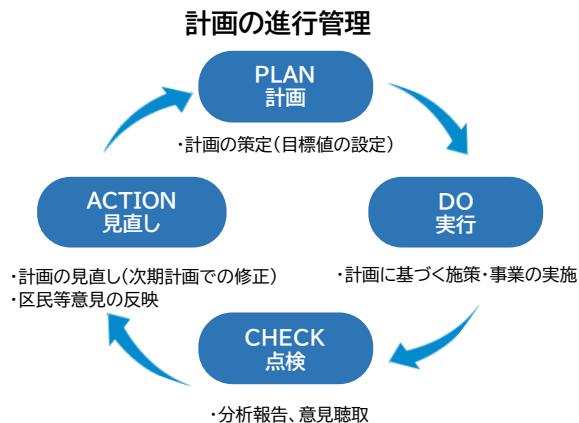 計画の進行管理
PLAN
計画
・計画の策定(目標値の設定)
DO
実行
・計画に基づく施策・事業の実施
CHECK
点検
・分析報告、意見聴取
ACTION
見直し
・計画の見直し(次期計画での修正)
・区民等意見の反映